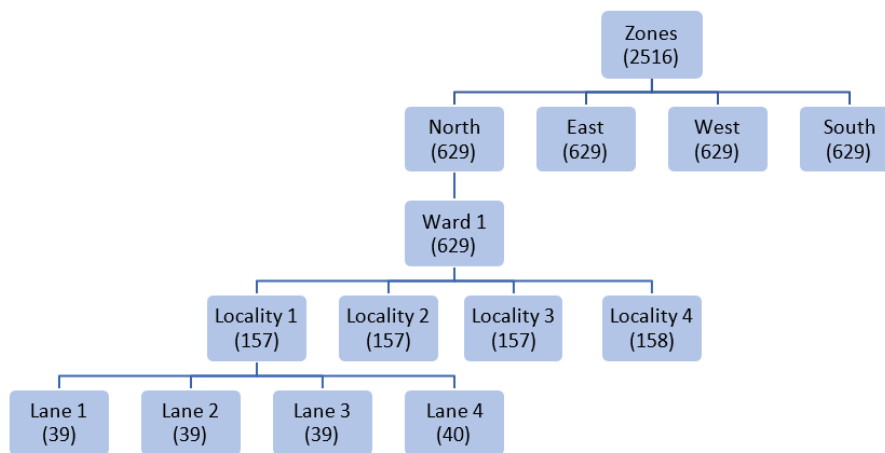 Zones
(2516)
North
(629)
East
(629)
West
(629)
South
(629)
Ward 1
(629)
Locality 1
(157)
Locality 2
(157)
Locality 3
(157)
Locality 4
(158)
Lane 1
(39)
Lane 2
(39)
Lane 3
(39)
Lane 4
(40)